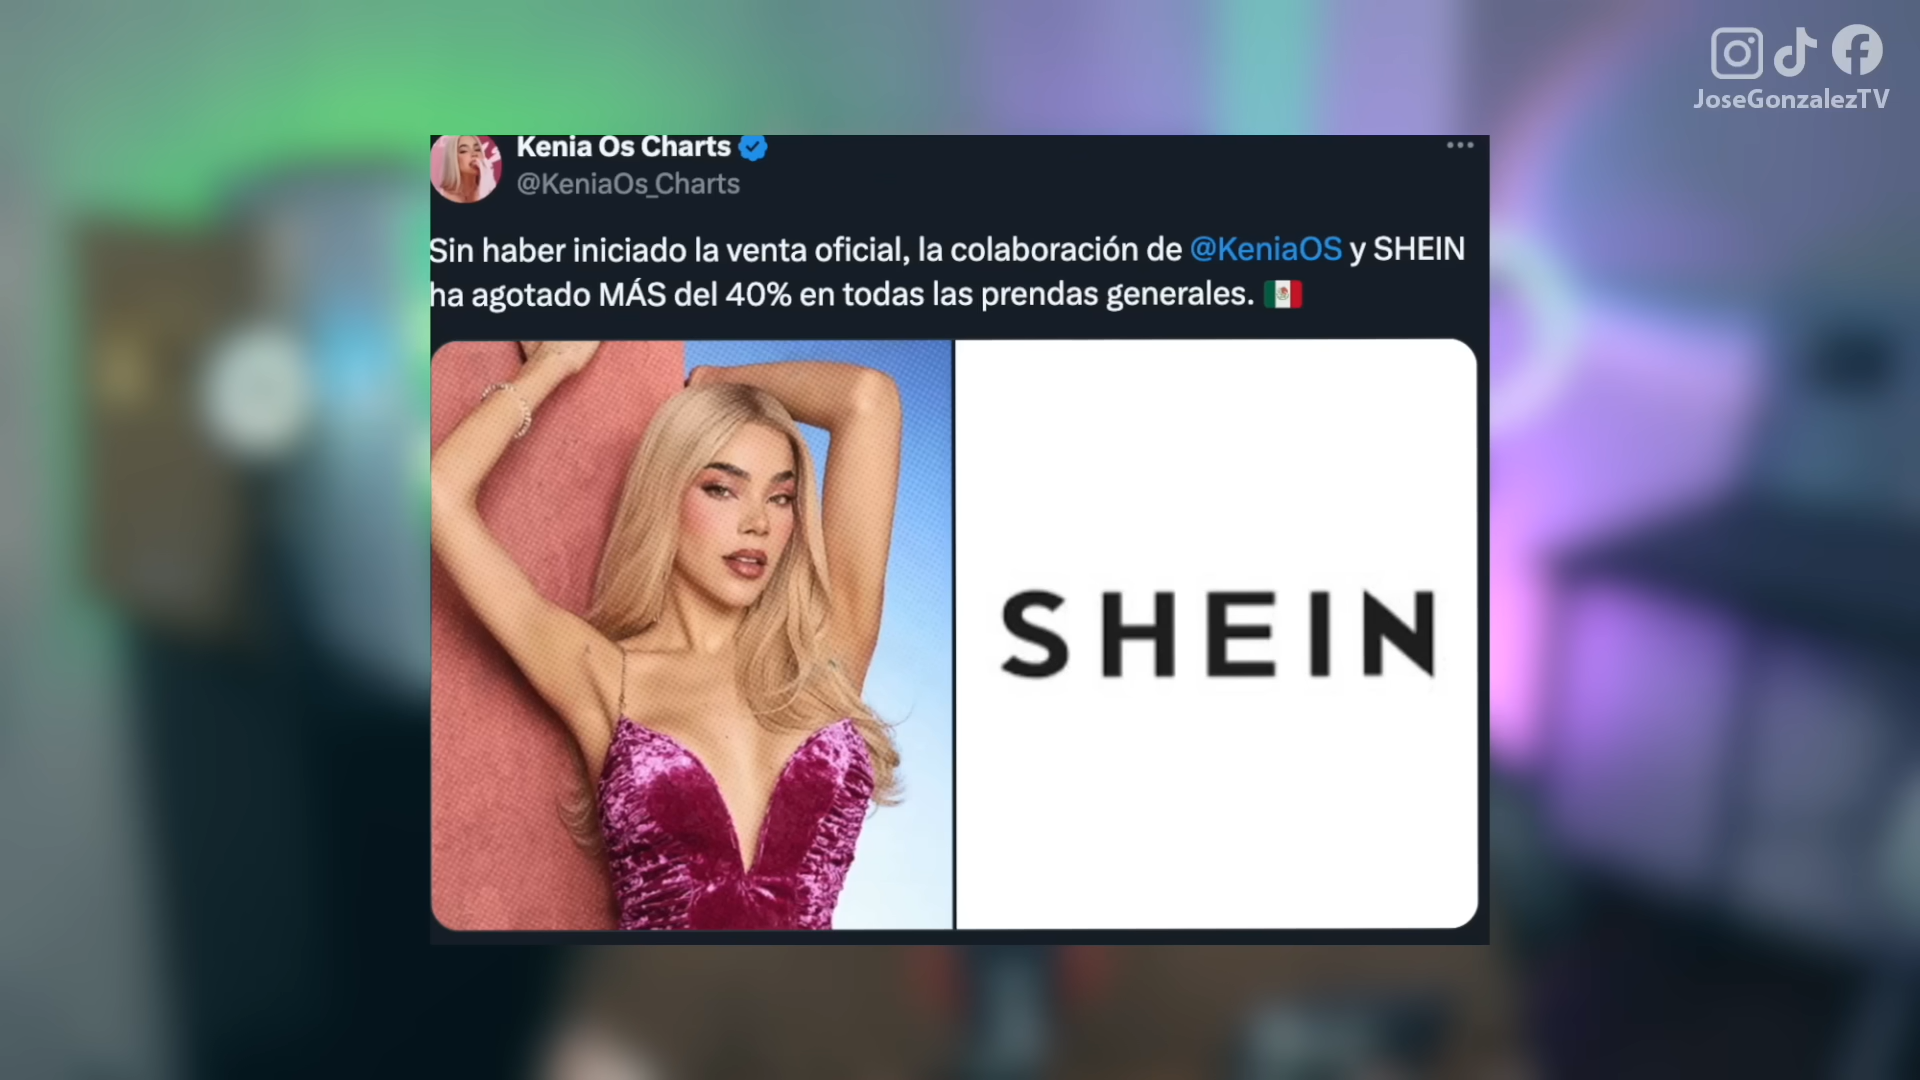 JoseGonzalezTV
Kenia Os Charts
@KeniaOs_Charts
Sin haber iniciado la venta oficial, la colaboración de @KeniaOS y SHEIN
ha agotado MÁS del 40% en todas las prendas generales.
SHEIN